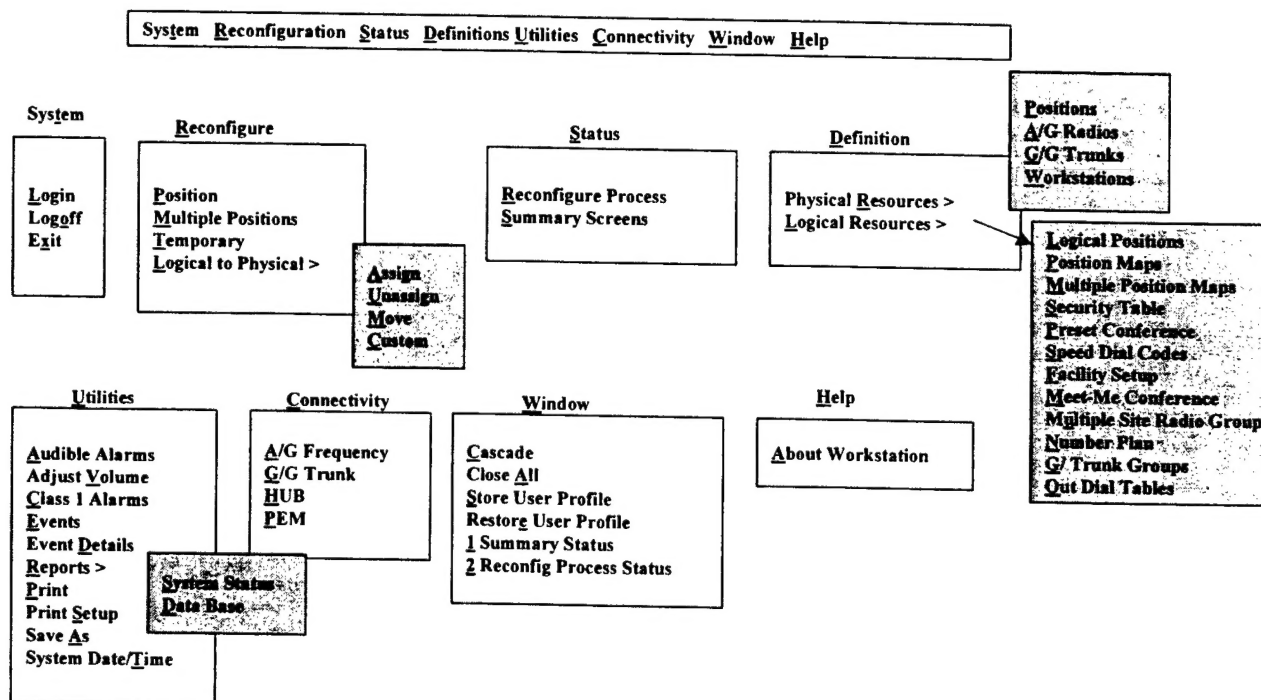 System Reconfiguration Status Definitions Utilities Connectivity Window Help
System
Login
Logoff
Exit
Reconfigure
Position
Multiple Positions
Temporary
Logical to Physical >
Assign
Unassign
Move
Custom
Status
Reconfigure Process
Summary Screens
Definition
Physical Resources >
Logical Resources >
Positions
A/G Radios
G/G Trunks
Workstations
Logical Positions
Position Maps
Multiple Position Maps
Security Table
Preset Conference
Speed Dial Codes
Facility Setup
Meet-Me Conference
Multiple Site Radio Group
Number Plan
G/ Trunk Groups
Out Dial Tables
Utilities
Audible Alarms
Adjust Volume
Class 1 Alarms
Events
Event Details
Reports >
Print
Print Setup
Save As
System Date/Time
System Status
Data Base
Connectivity
A/G Frequency
G/G Trunk
HUB
PEM
Window
Cascade
Close All
Store User Profile
Restore User Profile
1 Summary Status
2 Reconfig Process Status
Help
About Workstation